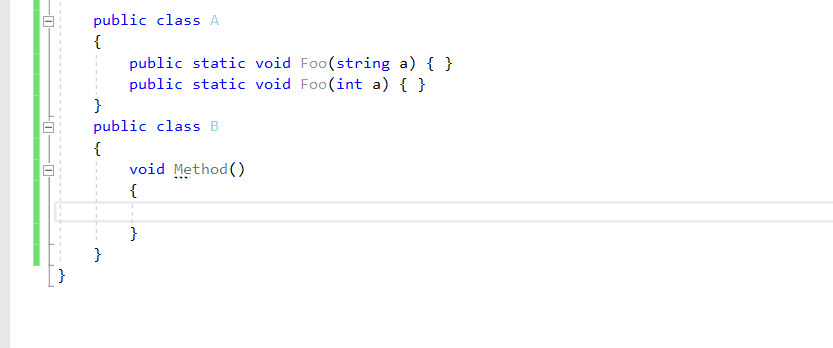 public class A
{
public static void Foo(string a) { }
public static void Foo(int a) { }
}
public class B
{
void Method()
{
}
}
}